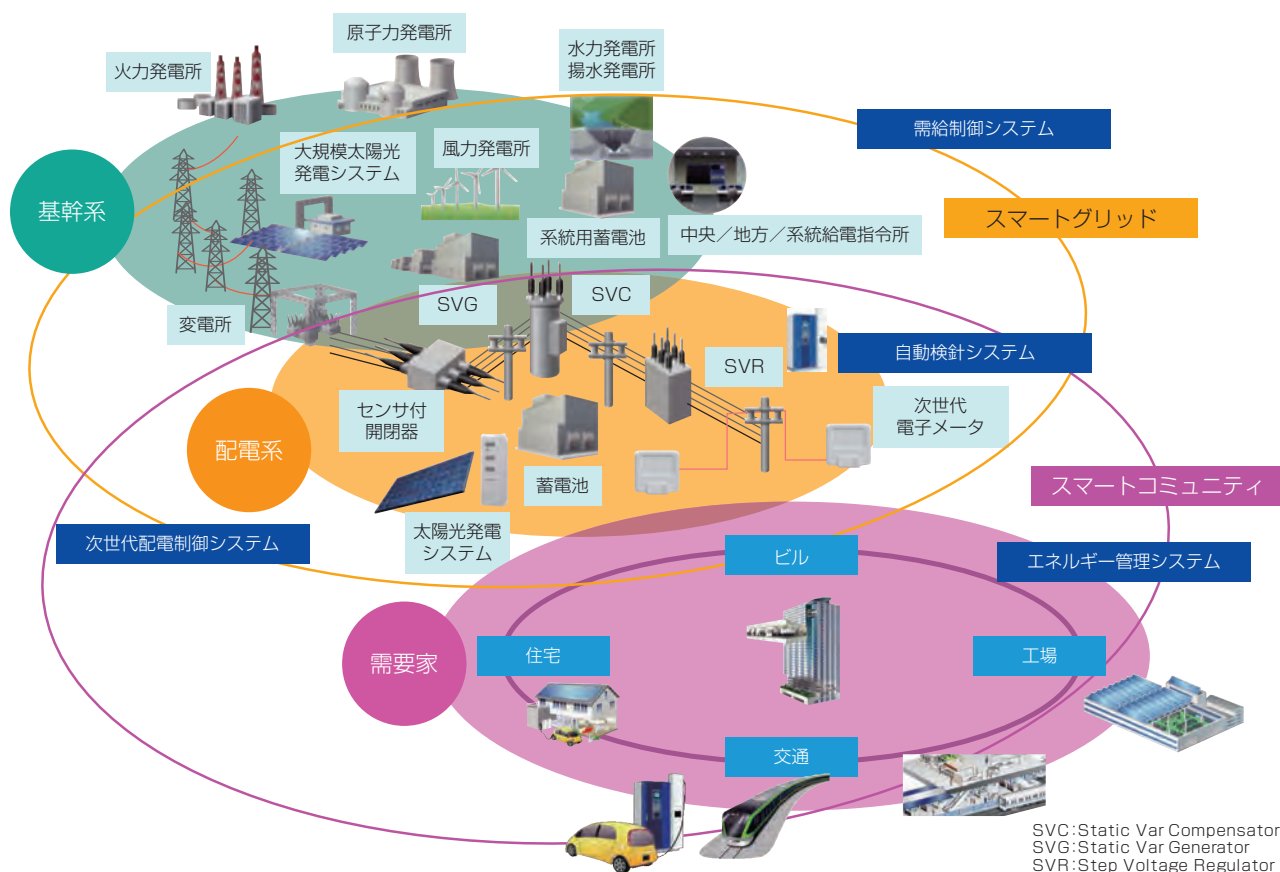 原子力発電所
水力発電所
揚水発電所
火力発電所
需給制御システム
大規模太陽光
発電システム
風力発電所
基幹系
スマートグリッド
系統用蓄電池
中央／地方／系統給電指令所
SVG
SVC
変電所
自動検針システム
SVR
センサ付
開閉器
次世代
電子メータ
配電系
蓄電池
スマートコミュニティ
太陽光発電
システム
次世代配電制御システム
ビル
エネルギー管理システム
需要家
住宅
工場
交通
SVC:Static Var Compensator
SVG:Static Var Generator
SVR:Step Voltage Regulator